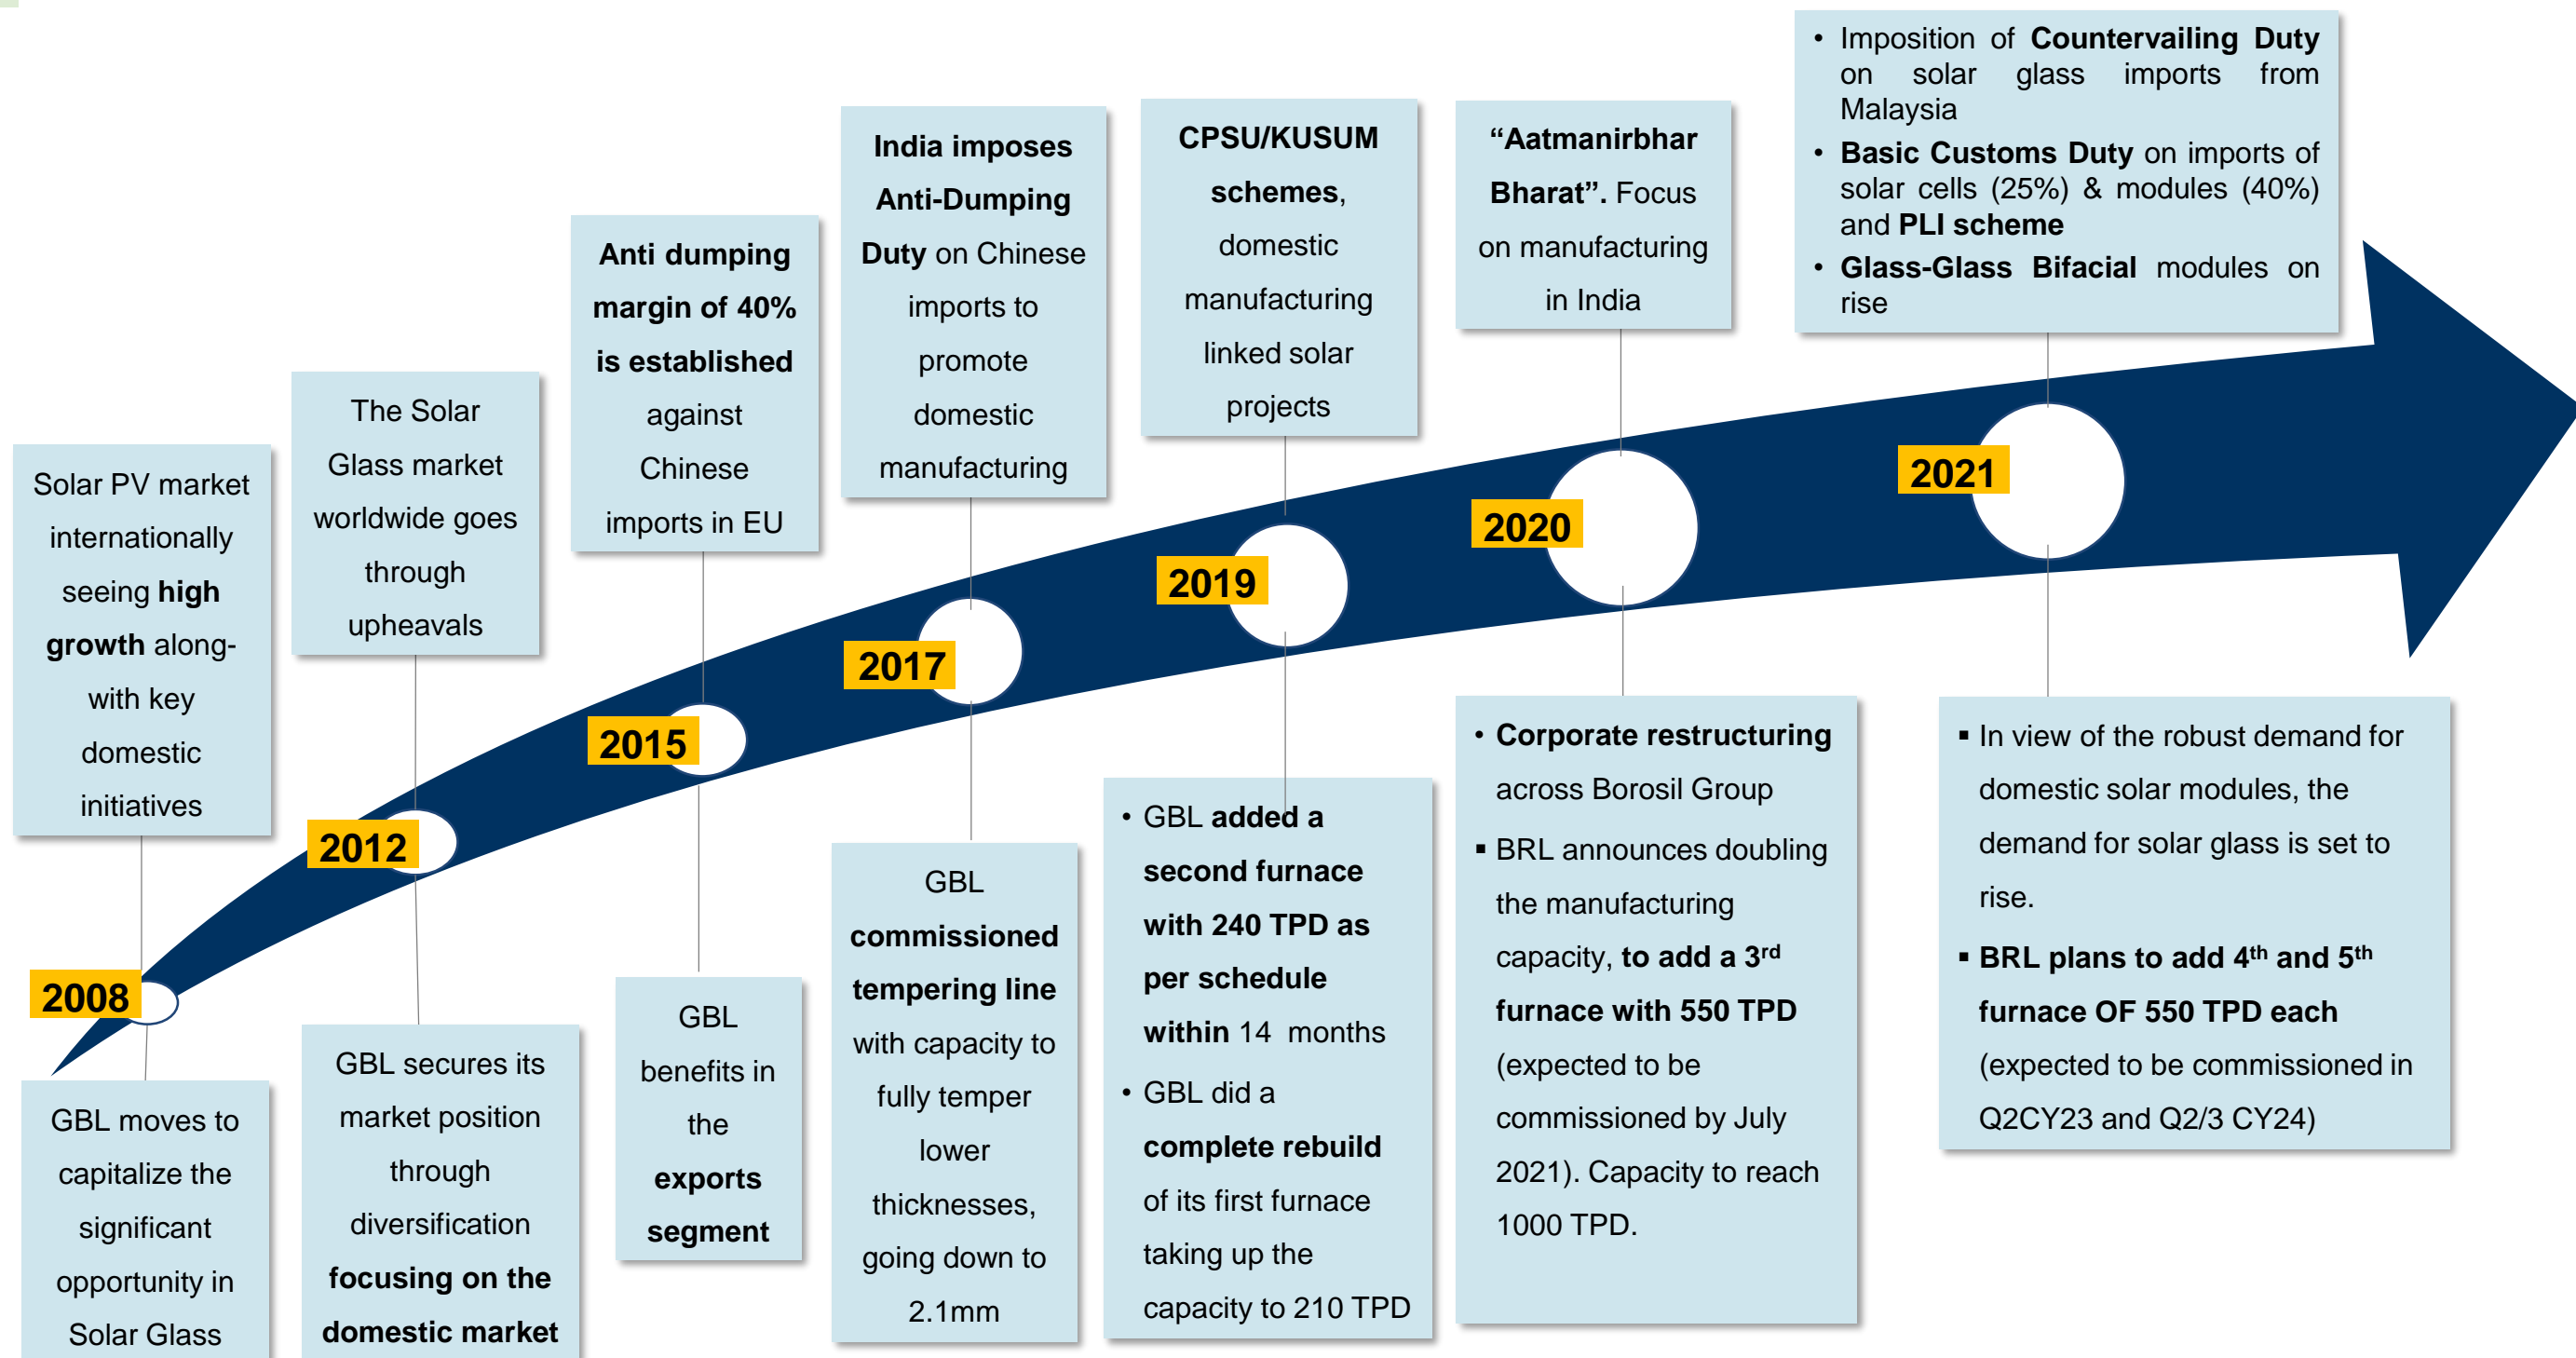 Solar PV market
internationally
seeing high
growth along-
with key
domestic
initiatives
2008
GBL moves to
capitalize the
significant
opportunity in
Solar Glass
The Solar
Glass market
worldwide goes
through
upheavals
2012
GBL secures its
market position
through
diversification
focusing on the
domestic market
Anti dumping
margin of 40%
is established
against
Chinese
imports in EU
2015
GBL
benefits in
the
exports
segment
India imposes
Anti-Dumping
Duty on Chinese
imports to
promote
domestic
manufacturing
2017
GBL
commissioned
tempering line
with capacity to
fully temper
lower
thicknesses,
going down to
2.1mm
CPSU/KUSUM
schemes,
domestic
manufacturing
linked solar
projects
2019
• GBL added a
second furnace
with 240 TPD as
per schedule
within 14 months
• GBL did a
complete rebuild
of its first furnace
taking up the
capacity to 210 TPD
“Aatmanirbhar
Bharat”. Focus
on manufacturing
in India
2020
• Corporate restructuring
across Borosil Group
▪ BRL announces doubling
the manufacturing
capacity, to add a 3rd
furnace with 550 TPD
(expected to be
commissioned by July
2021). Capacity to reach
1000 TPD.
• Imposition of Countervailing Duty
on solar glass imports from
Malaysia
• Basic Customs Duty on imports of
solar cells (25%) & modules (40%)
and PLI scheme
• Glass-Glass Bifacial modules on
rise
2021
▪ In view of the robust demand for
domestic solar modules, the
demand for solar glass is set to
rise.
▪ BRL plans to add 4th and 5th
furnace OF 550 TPD each
(expected to be commissioned in
Q2CY23 and Q2/3 CY24)